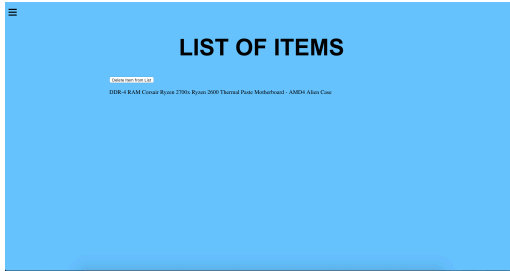 LIST OF ITEMS
Delete Item from List
DDR-4 RAM Corsair Ryzen 2700x Ryzen 2600 Thermal Paste Motherboard - AMD4 Alien Case